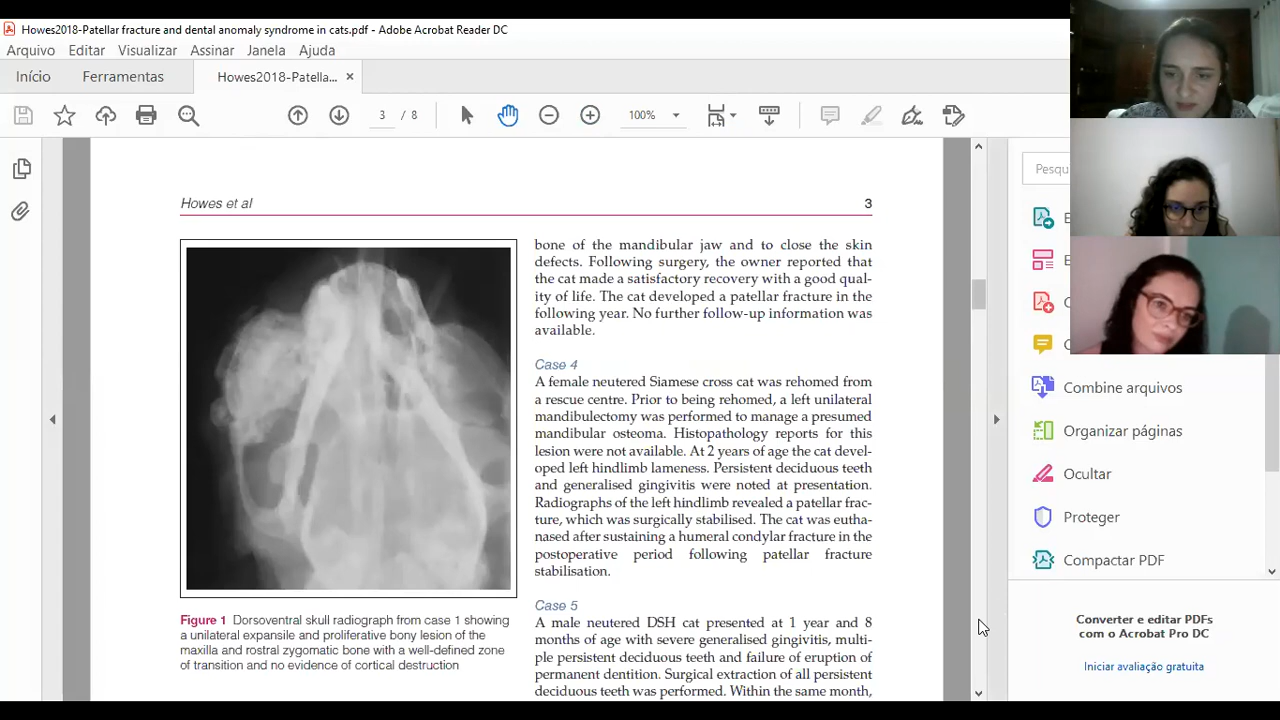 Howes2018-Patellar fracture and dental anomaly syndrome in cats.pdf - Adobe Acrobat Reader DC
Arquivo Editar Visualizar Assinar Janela Ajuda
Início Ferramentas Howes2018-Patella... ×
3 / 8 100%
Howes et al 3
bone of the mandibular jaw and to close the skin
defects. Following surgery, the owner reported that
the cat made a satisfactory recovery with a good qual-
ity of life. The cat developed a patellar fracture in the
following year. No further follow-up information was
available.
Case 4
A female neutered Siamese cross cat was rehomed from
a rescue centre. Prior to being rehomed, a left unilateral
mandibulectomy was performed to manage a presumed
mandibular osteoma. Histopathology reports for this
lesion were not available. At 2 years of age the cat devel-
oped left hindlimb lameness. Persistent deciduous teeth
and generalised gingivitis were noted at presentation.
Radiographs of the left hindlimb revealed a patellar frac-
ture, which was surgically stabilised. The cat was eutha-
nased after sustaining a humeral condylar fracture in the
postoperative period following patellar fracture
stabilisation.
Case 5
A male neutered DSH cat presented at 1 year and 8
months of age with severe generalised gingivitis, multi-
ple persistent deciduous teeth and failure of eruption of
permanent dentition. Surgical extraction of all persistent
deciduous teeth was performed. Within the same month,
Figure 1 Dorsoventral skull radiograph from case 1 showing
a unilateral expansile and proliferative bony lesion of the
maxilla and rostral zygomatic bone with a well-defined zone
of transition and no evidence of cortical destruction
Pesqu
Combine arquivos
Organizar páginas
Ocultar
Proteger
Compactar PDF
Converter e editar PDFs
com o Acrobat Pro DC
Iniciar avaliação gratuita